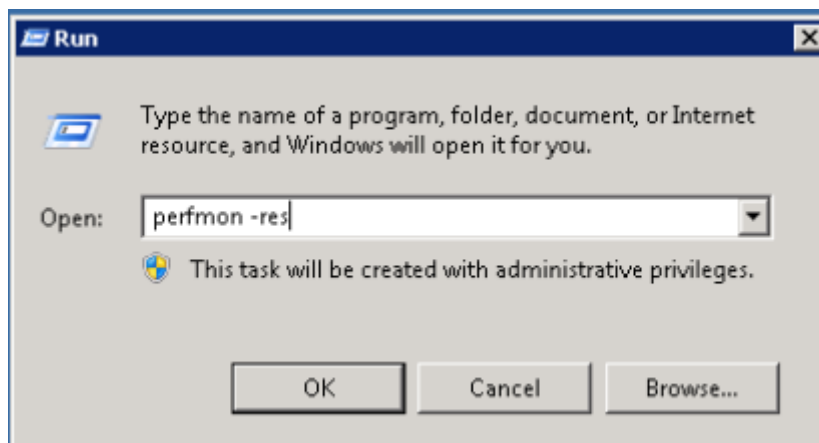 Run
Type the name of a program, folder, document, or Internet
resource, and Windows will open it for you.
Open: perfmon -res
This task will be created with administrative privileges.
OK Cancel Browse...